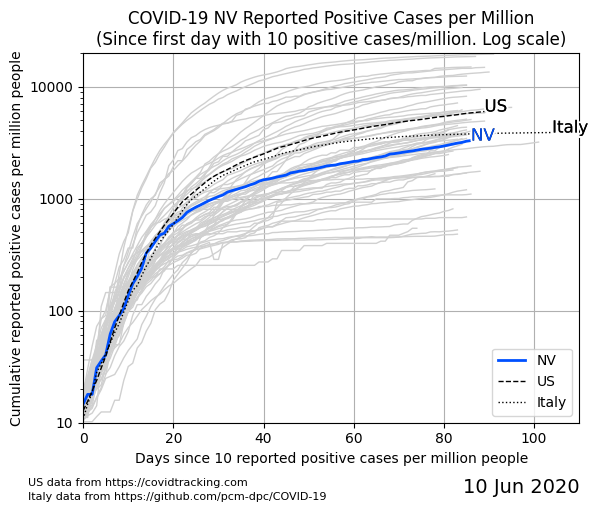 COVID-19 NV Reported Positive Cases per Million
(Since first day with 10 positive cases/million. Log scale)
Cumulative reported positive cases per million people
10000
1000
100
10
US
NV
Italy
NV
US
Italy
0 20 40 60 80 100
Days since 10 reported positive cases per million people
US data from https://covidtracking.com
Italy data from https://github.com/pcm-dpc/COVID-19
10 Jun 2020